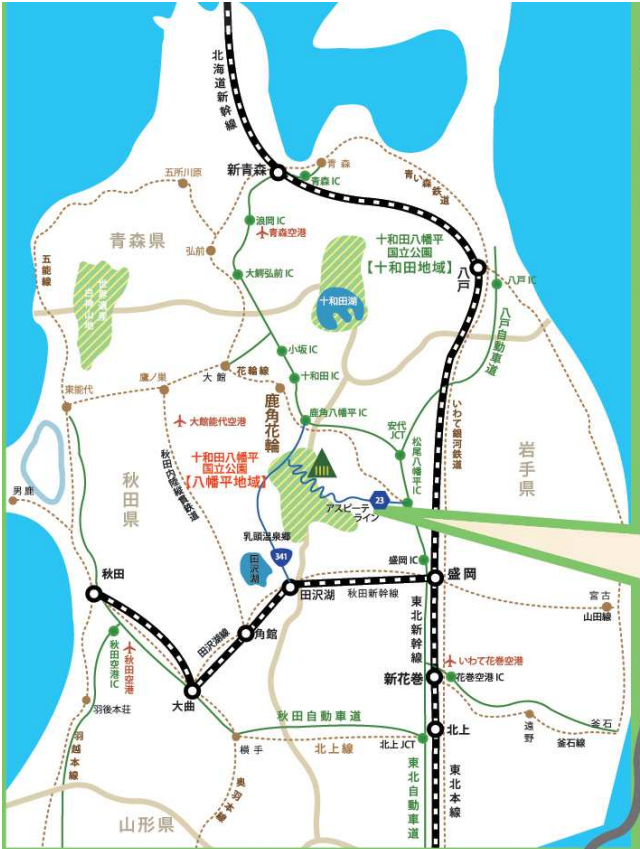 北海道新幹線
新青森
青森
青森IC
五所川原
青い森鉄道
浪岡IC
青森空港
青森県
弘前
十和田八幡平
国立公園
【十和田地域】
五能線
世界遺産
白神山地
大鰐弘前IC
八戸
八戸IC
十和田湖
八戸自動車道
小坂IC
大館
花輪線
鷹ノ巣
十和田IC
東能代
鹿角花輪
鹿角八幡平IC
いわて銀河鉄道
大館能代空港
安代
JCT
松尾八幡平IC
岩手県
秋田内陸縦貫鉄道
十和田八幡平
国立公園
【八幡平地域】
秋田県
男鹿
23
アスピーテ
ライン
乳頭温泉郷
341
田沢湖
盛岡IC
盛岡
秋田
田沢湖
秋田新幹線
宮古
山田線
東北新幹線
田沢湖線
角館
秋田空港IC
秋田空港
いわて花巻空港
新花巻
花巻空港IC
大曲
羽後本荘
秋田自動車道
北上
遠野
釜石
釜石線
羽越本線
横手
北上線
北上JCT
東北自動車道
東北本線
奥羽本線
山形県